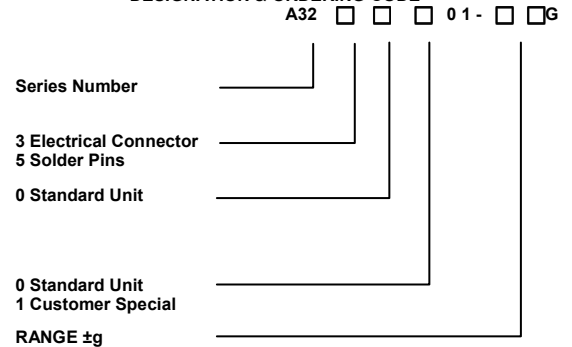 DESIGNATION & ORDERING CODE
A32 □ □ □ 0 1 - □ □G
Series Number
3 Electrical Connector
5 Solder Pins
0 Standard Unit
0 Standard Unit
1 Customer Special
RANGE ±g